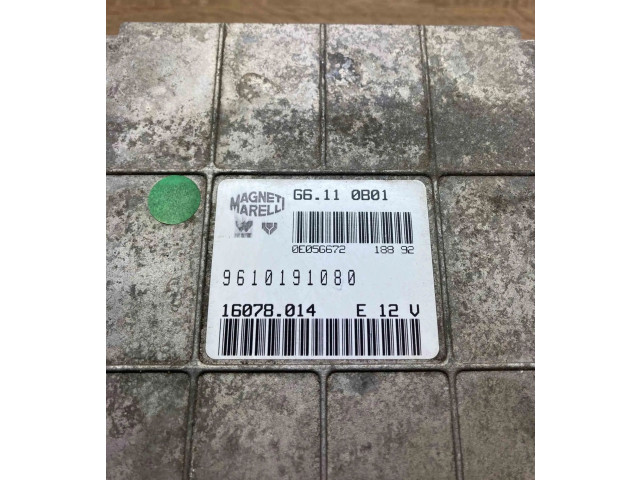 MAGNETI
MARELLI
G6.11 0B01
0E056672 188 92
9610191080
16078.014 E 12 V